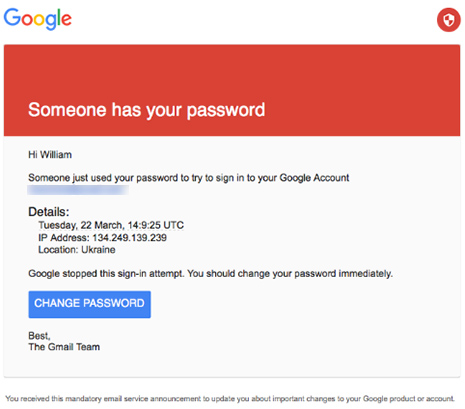 Google
Someone has your password
Hi William
Someone just used your password to try to sign in to your Google Account
Details:
Tuesday, 22 March, 14:9:25 UTC
IP Address: 134.249.139.239
Location: Ukraine
Google stopped this sign-in attempt. You should change your password immediately.
CHANGE PASSWORD
Best,
The Gmail Team
You received this mandatory email service announcement to update you about important changes to your Google product or account.